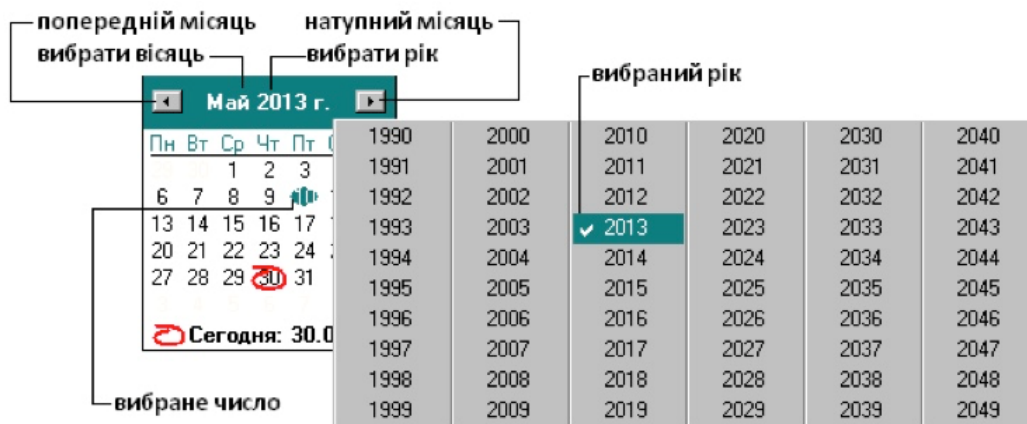 попередній місяць натупний місяць
вибрати вісяць вибрати рік
вибраний рік
Май 2013 г.
Пн Вт Ср Чт Пт
1 2 3
6 7 8 9
13 14 15 16 17
20 21 22 23 24
27 28 29 30 31
Сегодня: 30.0
вибране число
1990 2000 2010 2020 2030 2040
1991 2001 2011 2021 2031 2041
1992 2002 2012 2022 2032 2042
1993 2003 2013 2023 2033 2043
1994 2004 2014 2024 2034 2044
1995 2005 2015 2025 2035 2045
1996 2006 2016 2026 2036 2046
1997 2007 2017 2027 2037 2047
1998 2008 2018 2028 2038 2048
1999 2009 2019 2029 2039 2049